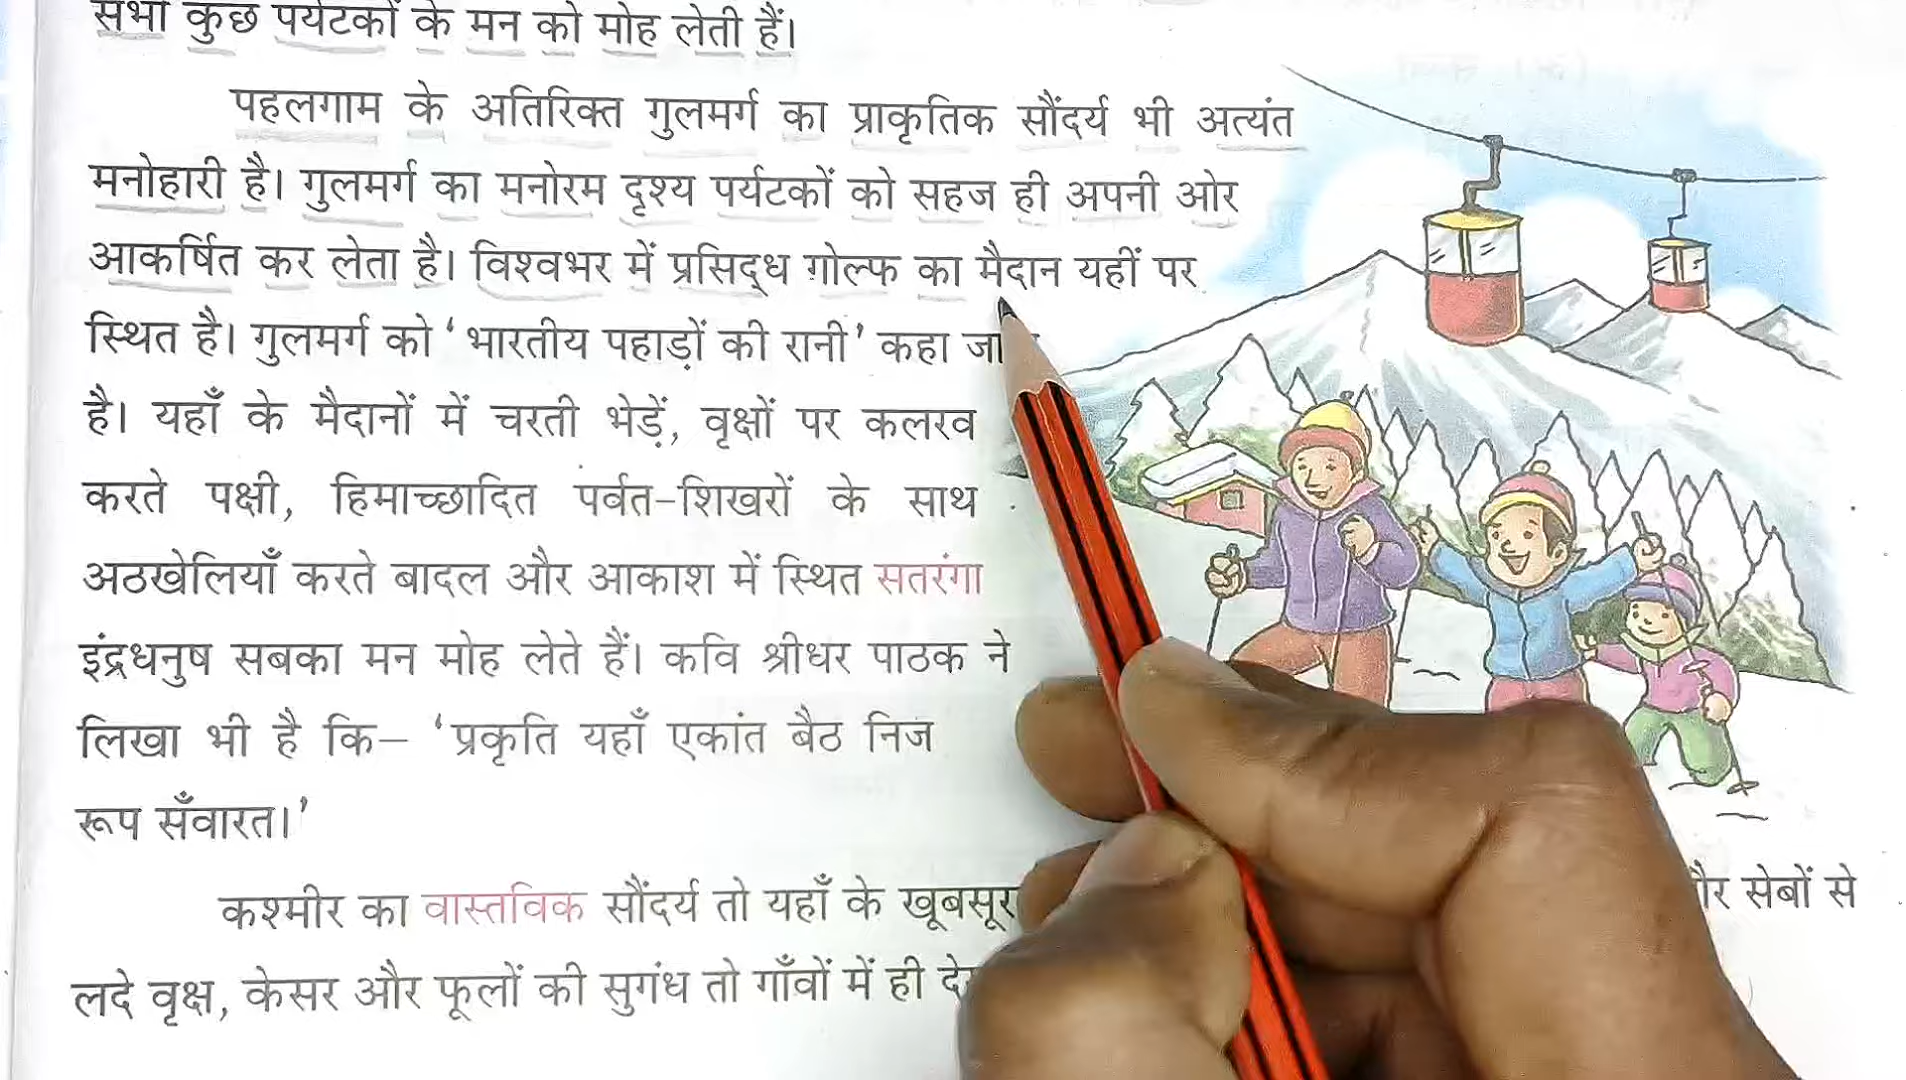 सभी कुछ पर्यटकों के मन को मोह लेती हैं।
पहलगाम के अतिरिक्त गुलमर्ग का प्राकृतिक सौंदर्य भी अत्यंत
मनोहारी है। गुलमर्ग का मनोरम दृश्य पर्यटकों को सहज ही अपनी ओर
आकर्षित कर लेता है। विश्वभर में प्रसिद्ध गोल्फ का मैदान यहीं पर
स्थित है। गुलमर्ग को ‘भारतीय पहाड़ों की रानी’ कहा
है। यहाँ के मैदानों में चरती भेड़ें, वृक्षों पर कलरव
करते पक्षी, हिमाच्छादित पर्वत-शिखरों के साथ
अठखेलियाँ करते बादल और आकाश में स्थित सतरंगा
इंद्रधनुष सबका मन मोह लेते हैं। कवि श्रीधर पाठक ने
लिखा भी है कि– ‘प्रकृति यहाँ एकांत बैठ निज
रूप सँवारत।’
कश्मीर का वास्तविक सौंदर्य तो यहाँ के सेबों से
लदे वृक्ष, केसर और फूलों की सुगंध तो गाँवों में ही